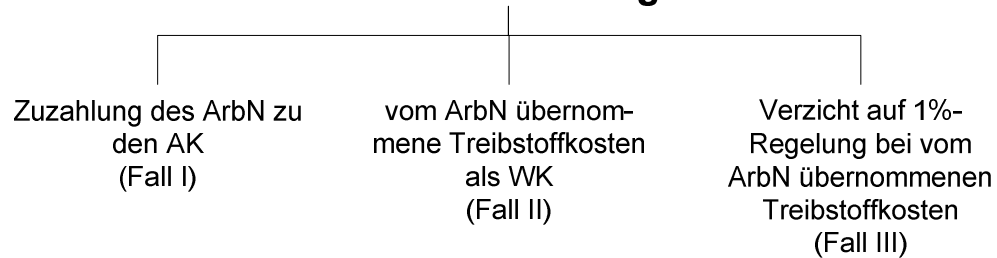 Zuzahlung des ArbN zu
den AK
(Fall I)
vom ArbN übernom-
mene Treibstoffkosten
als WK
(Fall II)
Verzicht auf 1%-
Regelung bei vom
ArbN übernommenen
Treibstoffkosten
(Fall III)